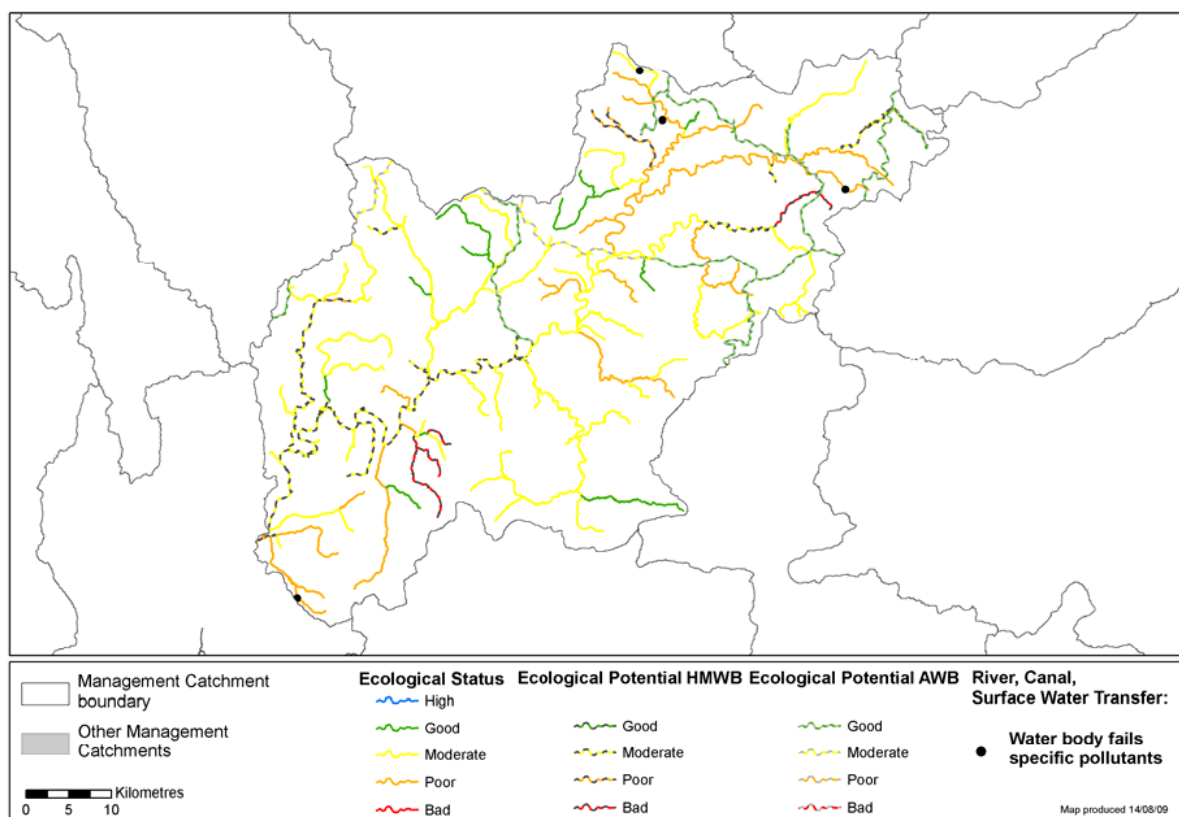 Management Catchment
boundary
Other Management
Catchments
0 5 10 Kilometres
Ecological Status
High
Good
Moderate
Poor
Bad
Ecological Potential HMWB
Good
Moderate
Poor
Bad
Ecological Potential AWB
Good
Moderate
Poor
Bad
River, Canal,
Surface Water Transfer:
Water body fails
specific pollutants
Map produced 14/08/09